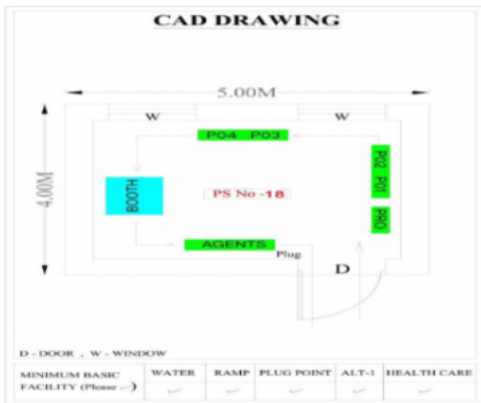 CAD DRAWING
5.00M
W W
PO4 PO3
4.00M
BOOTH
PO2 PO1
PS No -18
PRO
AGENTS
Plug
D
D - DOOR , W - WINDOW
MINIMUM BASIC FACILITY (Please ✓) WATER RAMP PLUG POINT ALT-1 HEALTH CARE
✓ ✓ ✓ ✓ ✓